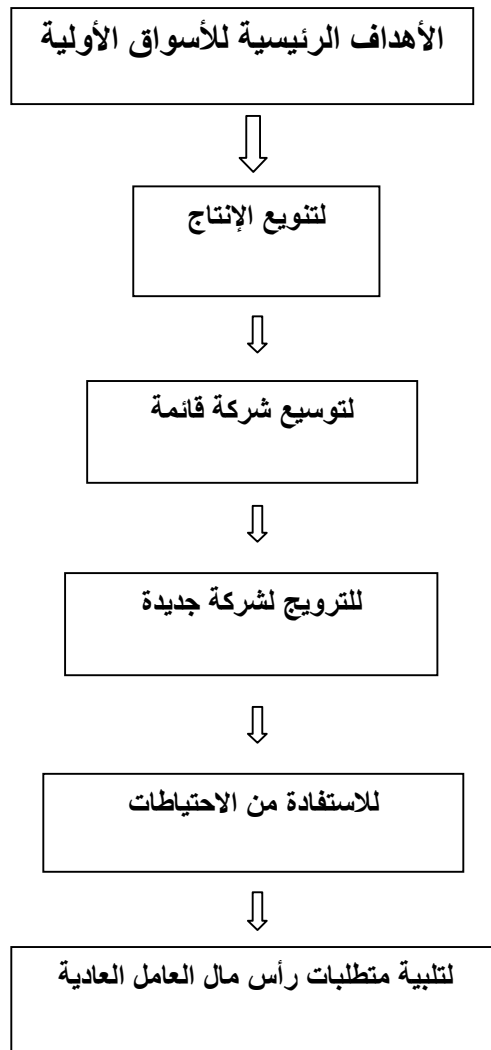 الأهداف الرئيسية للأسواق الأولية
لتنويع الإنتاج
لتوسيع شركة قائمة
للترويج لشركة جديدة
للاستفادة من الاحتياطات
لتلبية متطلبات رأس مال العامل العادية